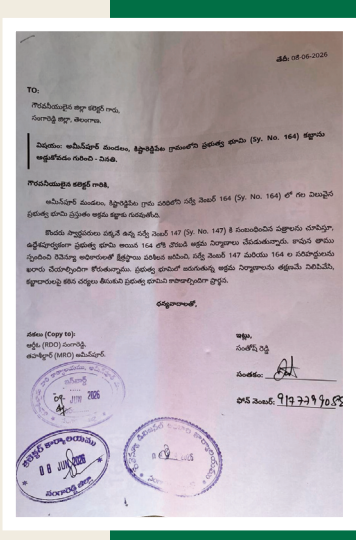 తేదీ: 08-06-2026
TO:
గౌరవనీయులైన జిల్లా కలెక్టర్ గారు,
సంగారెడ్డి జిల్లా, తెలంగాణ.
విషయం: అమీన్‌పూర్ మండలం, కిష్టారెడ్డిపేట గ్రామంలోని ప్రభుత్వ భూమి (Sy. No. 164) కబ్జాను
అడ్డుకోవడం గురించి - వినతి.
గౌరవనీయులైన కలెక్టర్ గారికి,
అమీన్‌పూర్ మండలం, కిష్టారెడ్డిపేట గ్రామ పరిధిలోని సర్వే నెంబర్ 164 (Sy. No. 164) లో గల విలువైన
ప్రభుత్వ భూమి ప్రస్తుతం అక్రమ కబ్జాకు గురవుతోంది.
కొందరు స్వార్థపరులు పక్కనే ఉన్న సర్వే నెంబర్ 147 (Sy. No. 147) కి సంబంధించిన పత్రాలను చూపిస్తూ,
ఉద్దేశపూర్వకంగా ప్రభుత్వ భూమి అయిన 164 లోకి చొరబడి అక్రమ నిర్మాణాలు చేపడుతున్నారు. కావున తాము
స్పందించి రెవెన్యూ అధికారులతో క్షేత్రస్థాయి పరిశీలన జరిపించి, సర్వే నెంబర్ 147 మరియు 164 ల సరిహద్దులను
ఖరారు చేయాల్సిందిగా కోరుతున్నాము. ప్రభుత్వ భూమిలో జరుగుతున్న అక్రమ నిర్మాణాలను తక్షణమే నిలిపివేసి,
కబ్జాదారులపై కఠిన చర్యలు తీసుకుని ప్రభుత్వ భూమిని కాపాడాల్సిందిగా ప్రార్థన.
ధన్యవాదాలతో,
నకలు (Copy to):
ఆర్డీఓ (RDO) సంగారెడ్డి,
తహశీల్దార్ (MRO) అమీన్‌పూర్.
ఇట్లు,
సంతోష్ రెడ్డి
సంతకం:
ఫోన్ నెంబర్:
JUN 2026
కలెక్టర్ కార్యాలయము
08 JUN 2026
సంగారెడ్డి జిల్లా